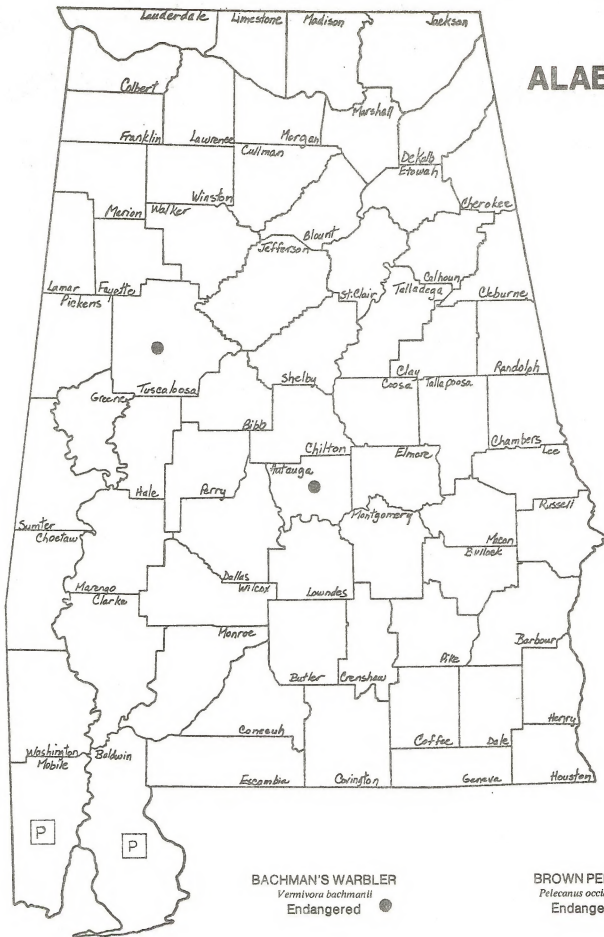 Lauderdale Limestone Madison Jackson
ALAB
Colbert
Marshall
Franklin Lawrence Morgan
Cullman
DeKalb
Etowah
Winston
Cherokee
Marion Walker
Blount
Jefferson
Calhoun
Lamar Fayette St. Clair Talladega Cleburne
Pickens
Clay Randolph
Shelby Coosa Tallapoosa
Tuscaloosa
Greene
Bibb
Chilton Elmore Chambers
Autauga Lee
Hale Perry
Russell
Montgomery
Sumter Macon
Choctaw Bullock
Dallas
Marengo Wilcox Lowndes
Clarke
Monroe Barbour
Pike
Butler Crenshaw
Henry
Conecuh Coffee Dale
Washington Baldwin
Mobile
Escambia Covington Geneva Houston
P P
BACHMAN'S WARBLER
Vermivora bachmanii
Endangered
BROWN PE
Pelecanus occi
Endange